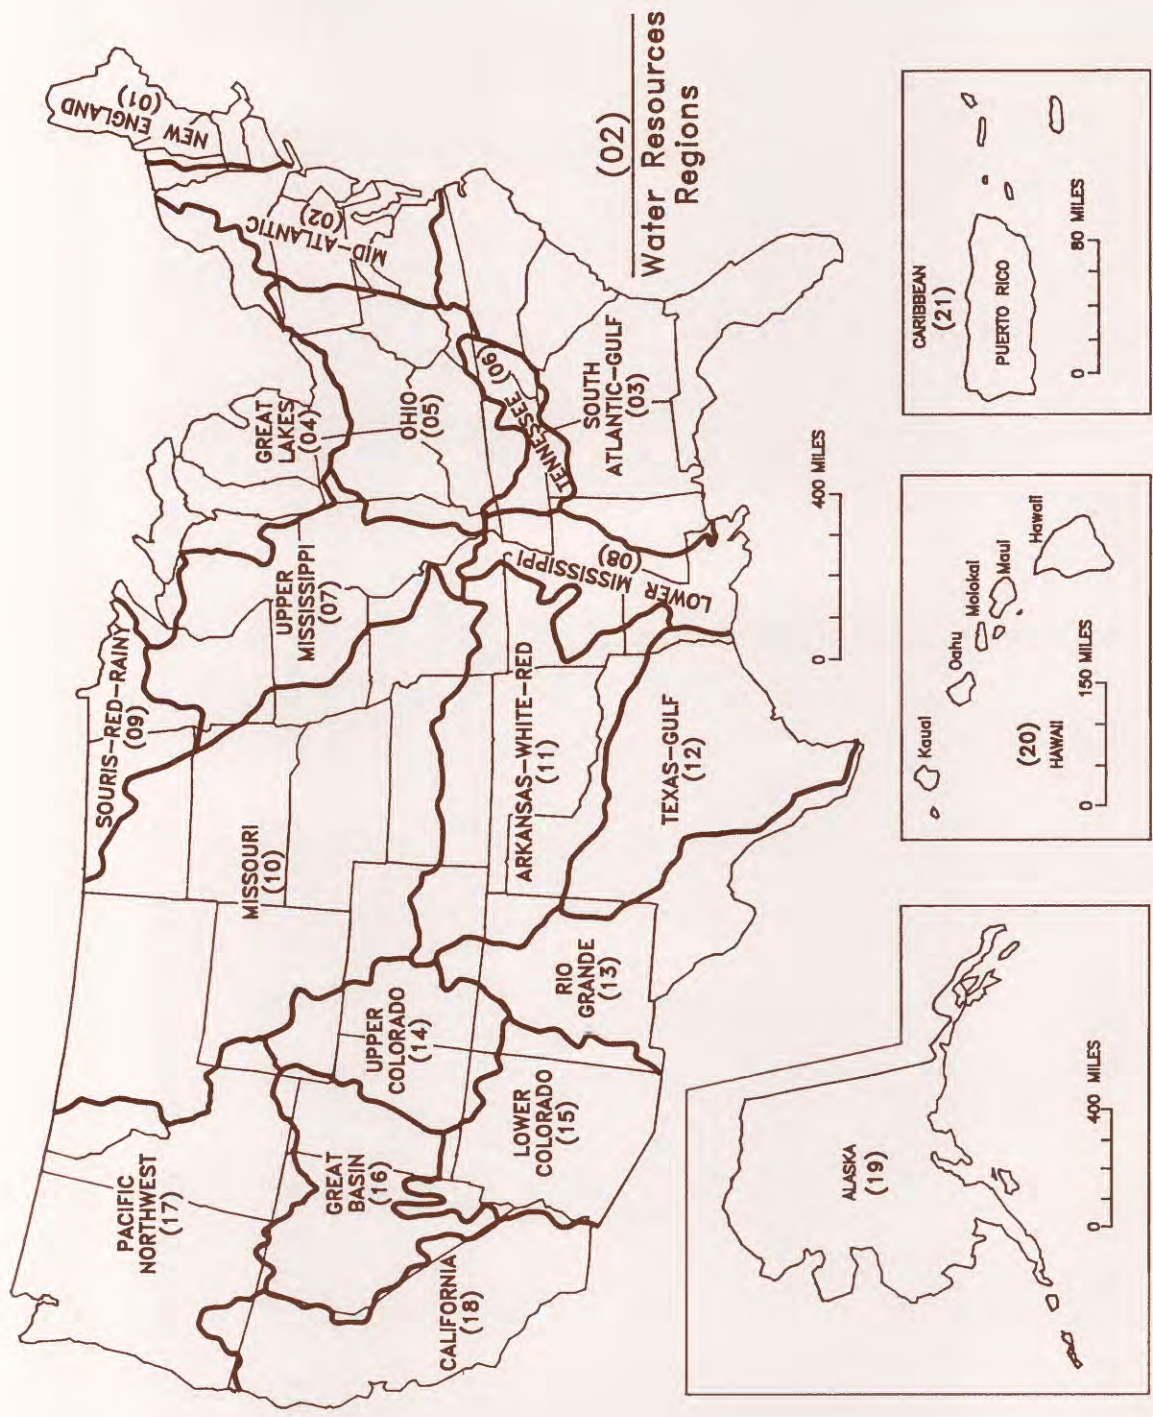 NEW ENGLAND
(01)
MID-ATLANTIC
(02)
SOUTH
ATLANTIC-GULF
(03)
GREAT
LAKES
(04)
OHIO
(05)
TENNESSEE
(06)
UPPER
MISSISSIPPI
(07)
LOWER MISSISSIPPI
(08)
SOURIS-RED-RAINY
(09)
MISSOURI
(10)
ARKANSAS-WHITE-RED
(11)
TEXAS-GULF
(12)
RIO
GRANDE
(13)
UPPER
COLORADO
(14)
LOWER
COLORADO
(15)
GREAT
BASIN
(16)
PACIFIC
NORTHWEST
(17)
CALIFORNIA
(18)
(02)
Water Resources
Regions
0 400 MILES
ALASKA
(19)
0 400 MILES
Kauai
Oahu
Molokai
Maui
Hawaii
(20)
HAWAII
0 150 MILES
CARIBBEAN
(21)
PUERTO RICO
0 80 MILES